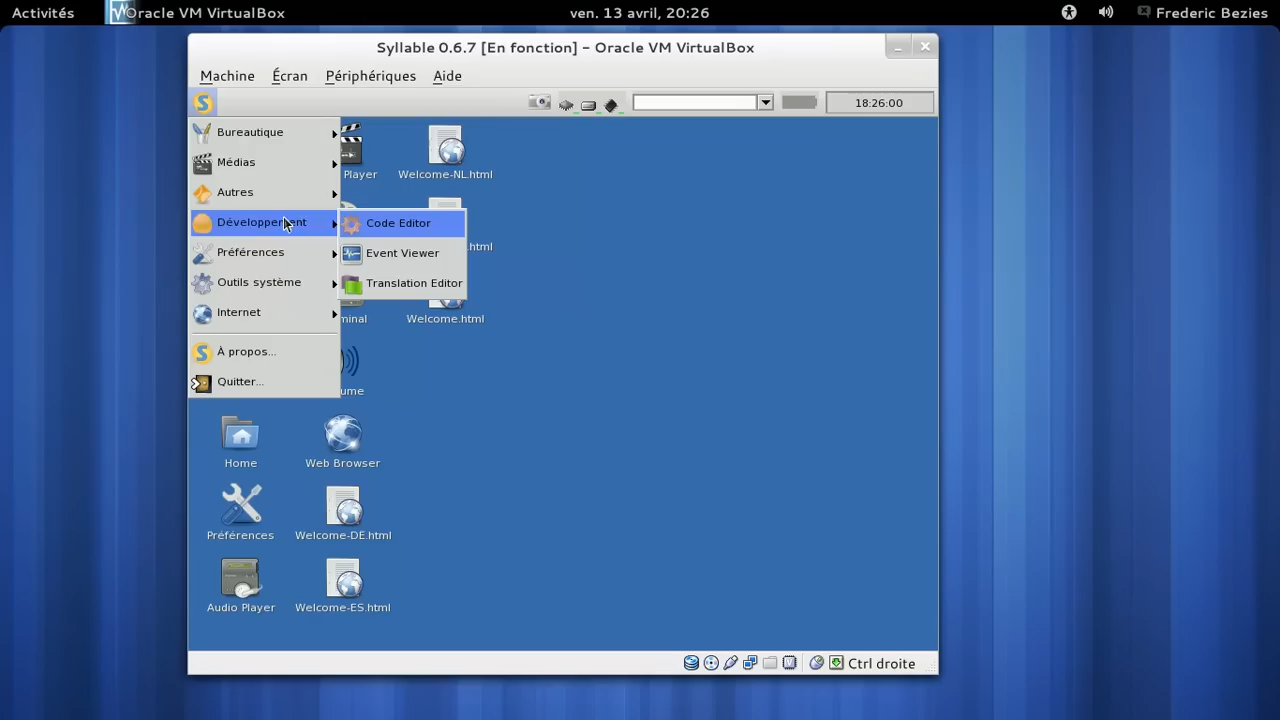 Activités
Oracle VM VirtualBox
ven. 13 avril, 20:26
Frederic Bezies
Syllable 0.6.7 [En fonction] - Oracle VM VirtualBox
Machine Écran Périphériques Aide
S
18:26:00
Bureautique
Médias
Autres
Développement
Préférences
Outils système
Internet
À propos...
Quitter...
Code Editor
Event Viewer
Translation Editor
Player
Welcome-NL.html
.html
minal
Welcome.html
ume
Home
Web Browser
Préférences
Welcome-DE.html
Audio Player
Welcome-ES.html
Ctrl droite